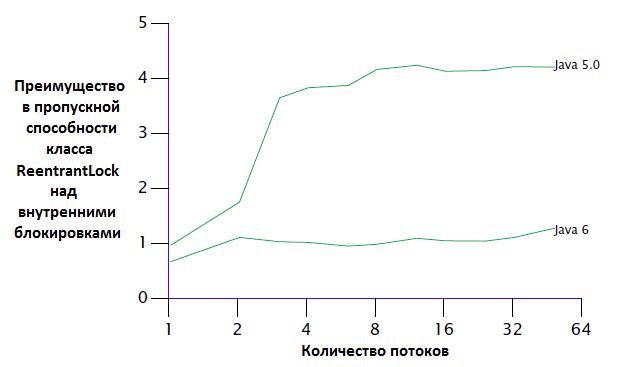 Преимущество
в пропускной
способности
класса
ReentrantLock
над
внутренними
блокировками
5
4
3
2
1
0
Java 5.0
Java 6
1 2 4 8 16 32 64
Количество потоков